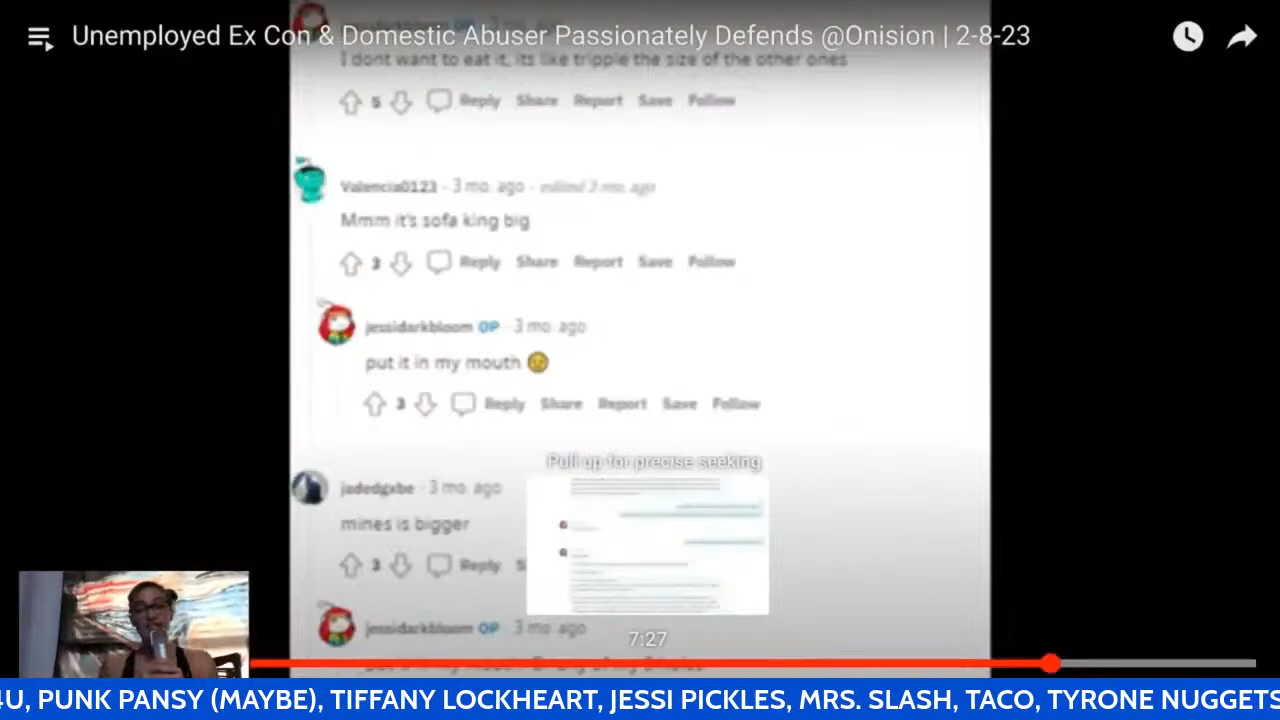 Unemployed Ex Con & Domestic Abuser Passionately Defends @Onision | 2-8-23
I dont want to eat it, its like tripple the size of the other ones
5 Reply Share Report Save Follow
Valencia0123 · 3 mo. ago · edited 3 mo. ago
Mmm it's sofa king big
3 Reply Share Report Save Follow
jessidarkbloom OP · 3 mo. ago
put it in my mouth
3 Reply Share Report Save Follow
Pull up for precise seeking
jadedgxbe · 3 mo. ago
mines is bigger
3 Reply S
jessidarkbloom OP · 3 mo. ago
7:27
4U, PUNK PANSY (MAYBE), TIFFANY LOCKHEART, JESSI PICKLES, MRS. SLASH, TACO, TYRONE NUGGETS